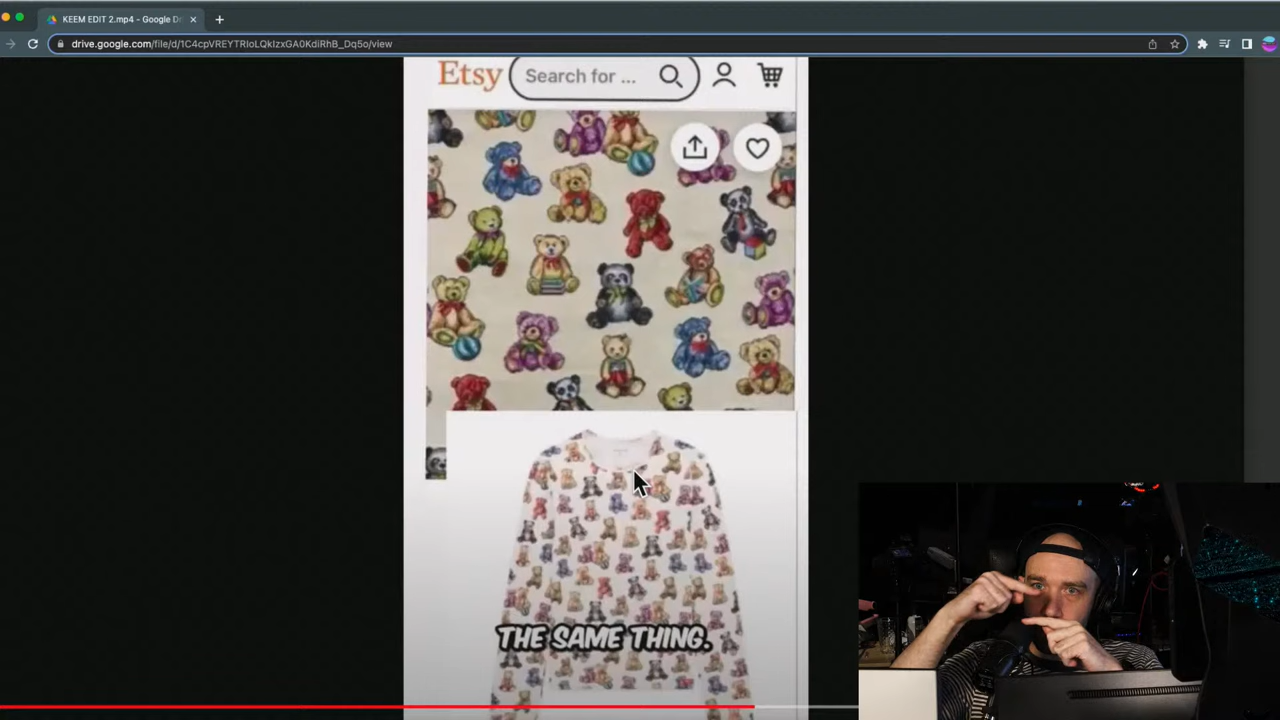 KEEM EDIT 2.mp4 - Google Dr
drive.google.com/file/d/1C4cpVREYTRIoLQkIzxGA0KdiRhB_Dq5o/view
Etsy
Search for ...
THE SAME THING.